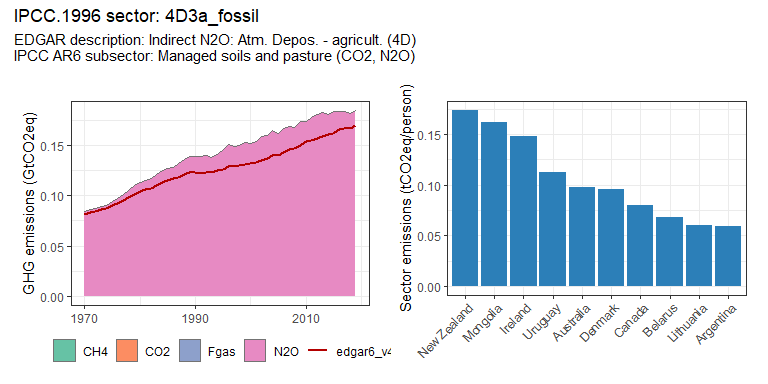 IPCC.1996 sector: 4D3a_fossil
EDGAR description: Indirect N2O: Atm. Depos. - agricult. (4D)
IPCC AR6 subsector: Managed soils and pasture (CO2, N2O)
GHG emissions (GtCO2eq)
0.15
0.10
0.05
0.00
1970
1990
2010
CH4
CO2
Fgas
N2O
edgar6_v4
Sector emissions (tCO2eq/person)
0.15
0.10
0.05
0.00
New Zealand
Mongolia
Ireland
Uruguay
Australia
Denmark
Canada
Belarus
Lithuania
Argentina